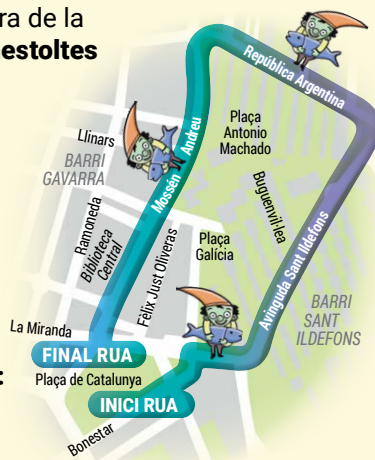 ra de la
nestoltes
República Argentina
Plaça
Antonio
Machado
Llinars
BARRI
GAVARRA
Mossén Andreu
Buguenvil·lea
Ramoneda
Biblioteca
Central
Fèlix Just Oliveras
Plaça
Galícia
Avinguda Sant Ildefons
BARRI
SANT
ILDEFONS
La Miranda
FINAL RUA
:
Plaça de Catalunya
INICI RUA
Bonestar